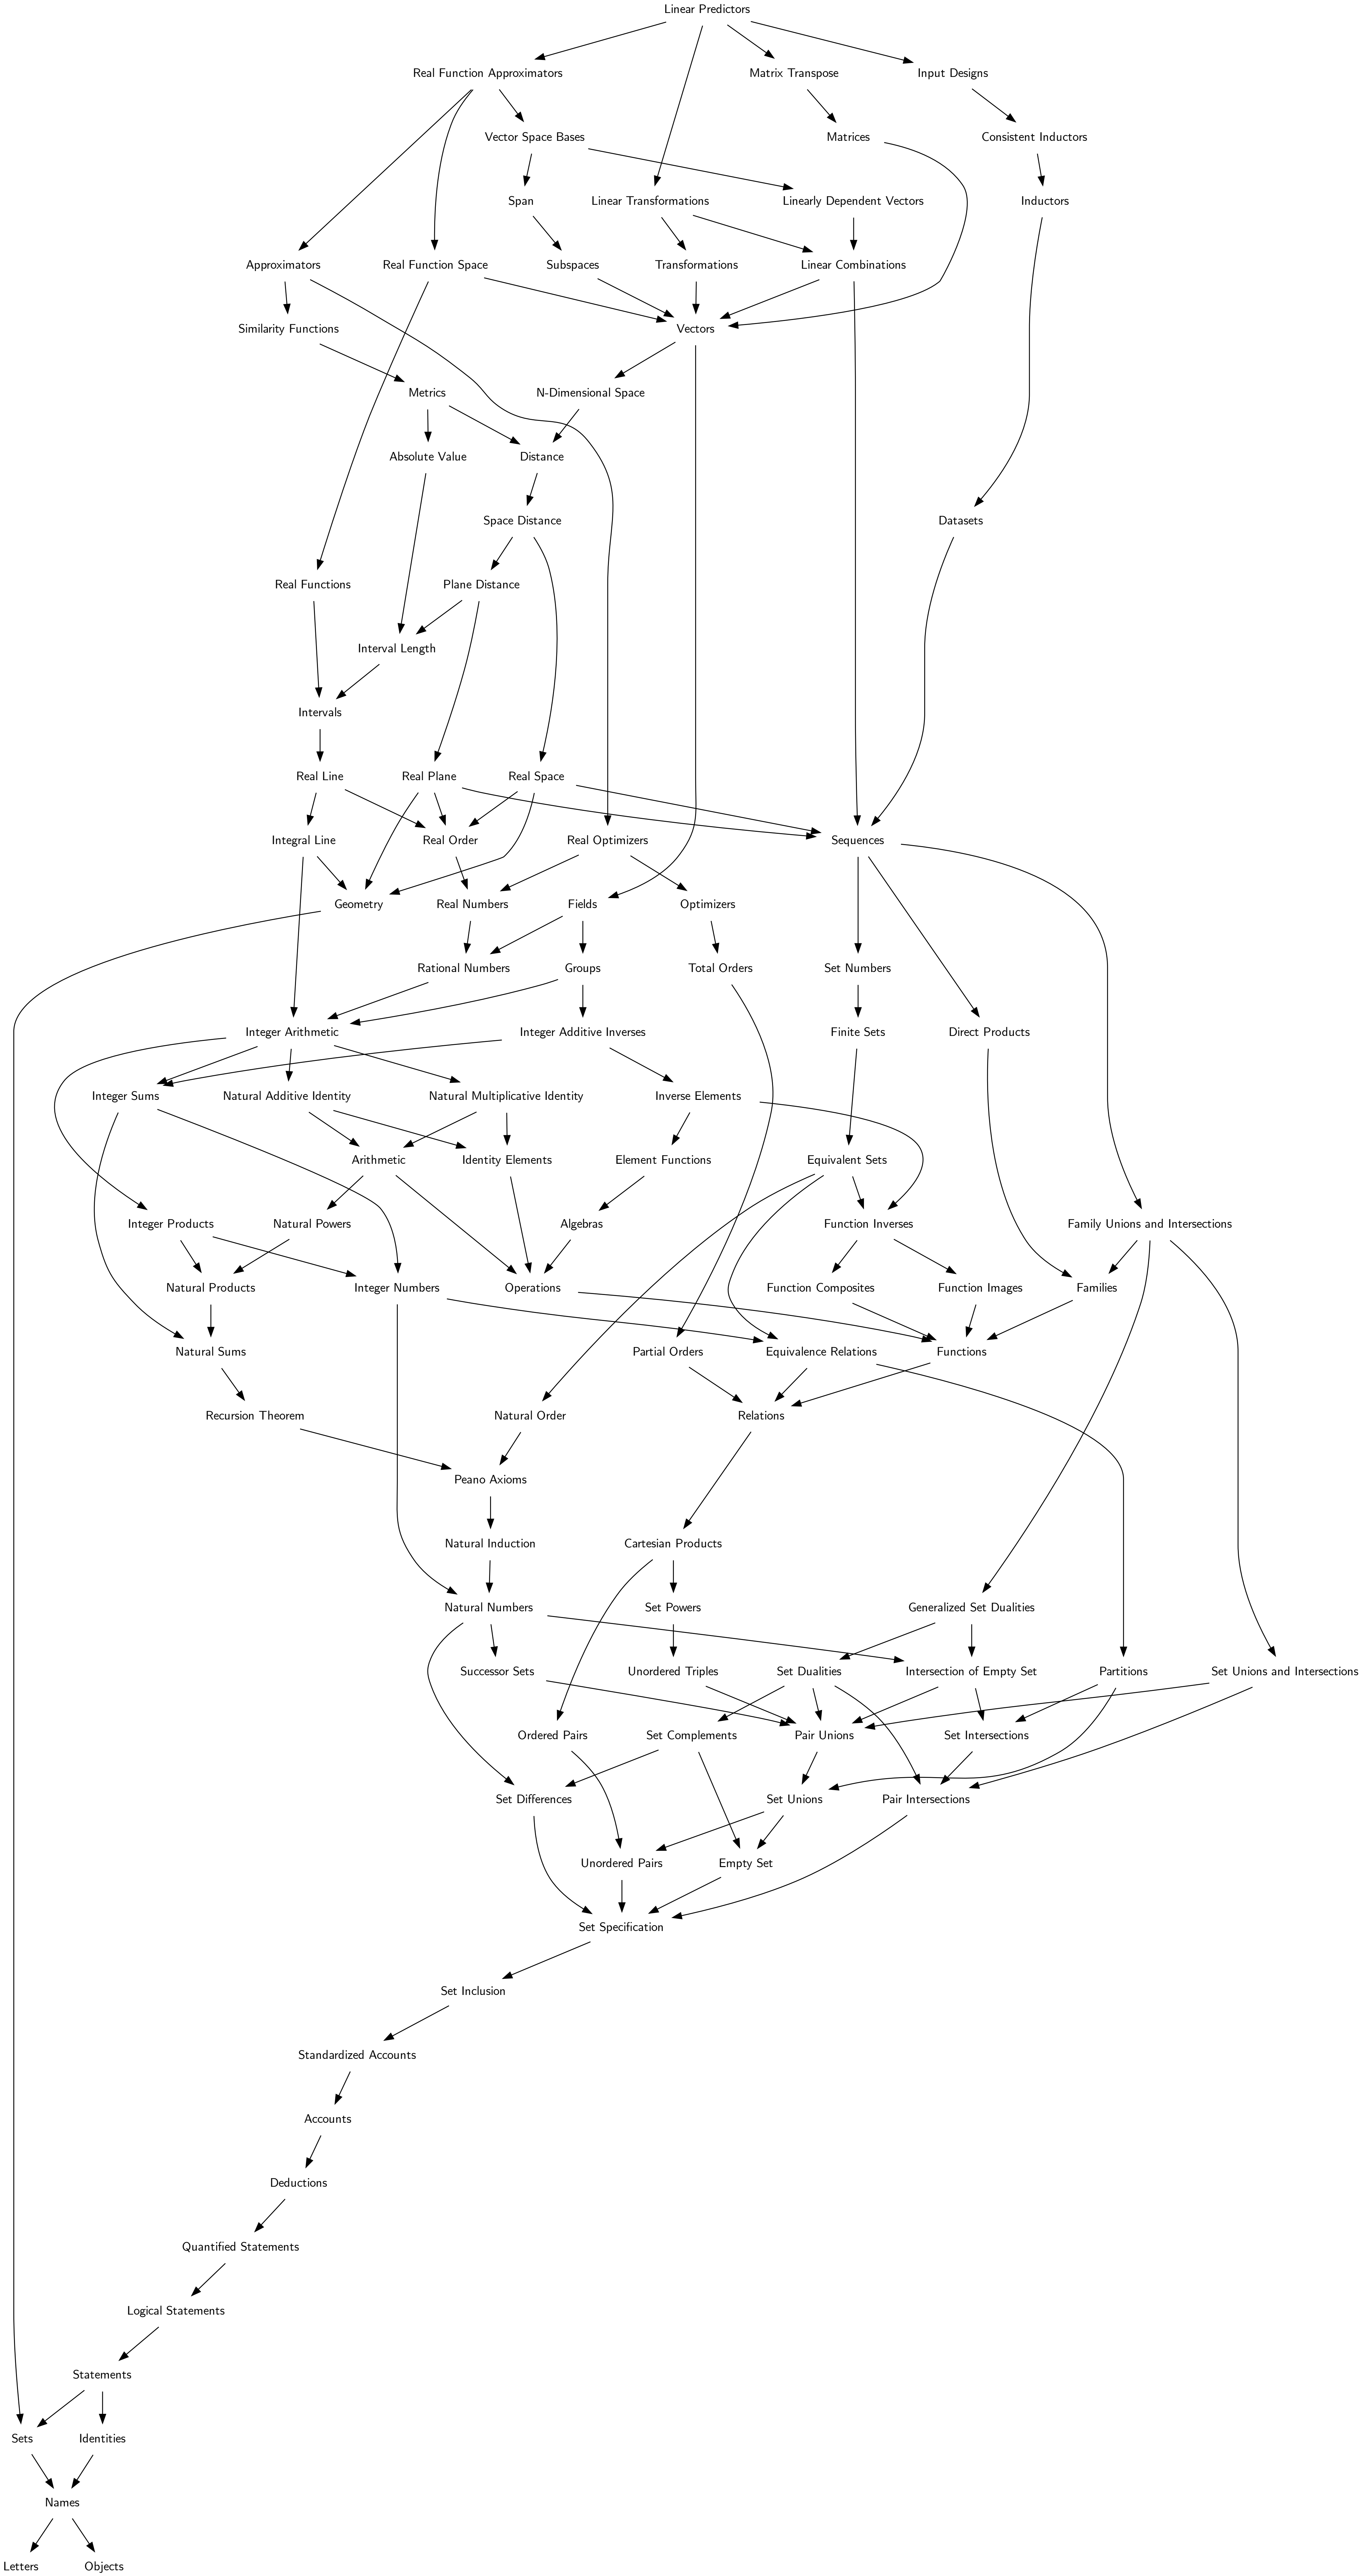 Linear Predictors
Real Function Approximators
Matrix Transpose
Input Designs
Vector Space Bases
Matrices
Consistent Inductors
Span
Linear Transformations
Linearly Dependent Vectors
Inductors
Approximators
Real Function Space
Subspaces
Transformations
Linear Combinations
Similarity Functions
Vectors
Metrics
N-Dimensional Space
Absolute Value
Distance
Space Distance
Datasets
Real Functions
Plane Distance
Interval Length
Intervals
Real Line
Real Plane
Real Space
Integral Line
Real Order
Real Optimizers
Sequences
Geometry
Real Numbers
Fields
Optimizers
Rational Numbers
Groups
Total Orders
Set Numbers
Integer Arithmetic
Integer Additive Inverses
Finite Sets
Direct Products
Integer Sums
Natural Additive Identity
Natural Multiplicative Identity
Inverse Elements
Arithmetic
Identity Elements
Element Functions
Equivalent Sets
Integer Products
Natural Powers
Algebras
Function Inverses
Family Unions and Intersections
Natural Products
Integer Numbers
Operations
Function Composites
Function Images
Families
Natural Sums
Partial Orders
Equivalence Relations
Functions
Recursion Theorem
Natural Order
Relations
Peano Axioms
Natural Induction
Cartesian Products
Natural Numbers
Set Powers
Generalized Set Dualities
Successor Sets
Unordered Triples
Set Dualities
Intersection of Empty Set
Partitions
Set Unions and Intersections
Ordered Pairs
Set Complements
Pair Unions
Set Intersections
Set Differences
Set Unions
Pair Intersections
Unordered Pairs
Empty Set
Set Specification
Set Inclusion
Standardized Accounts
Accounts
Deductions
Quantified Statements
Logical Statements
Statements
Sets
Identities
Names
Letters
Objects